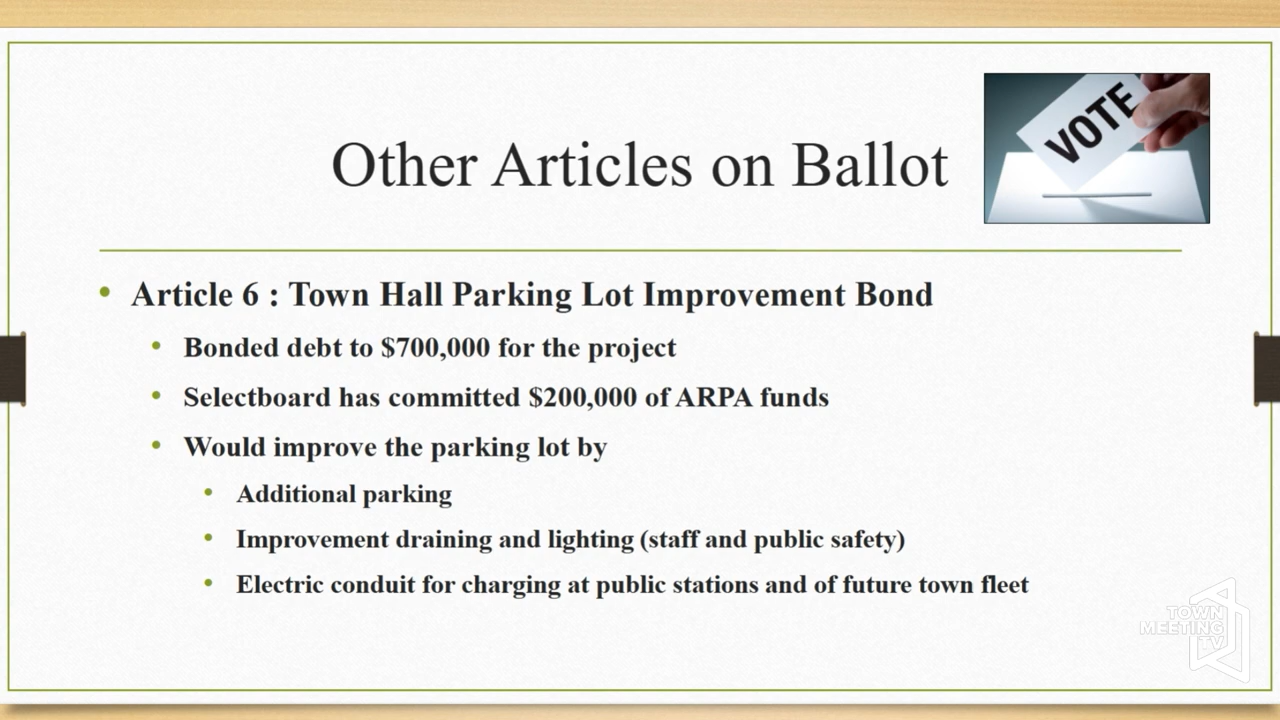 Other Articles on Ballot
VOTE
Article 6 : Town Hall Parking Lot Improvement Bond
Bonded debt to $700,000 for the project
Selectboard has committed $200,000 of ARPA funds
Would improve the parking lot by
Additional parking
Improvement draining and lighting (staff and public safety)
Electric conduit for charging at public stations and of future town fleet
TOWN
MEETING
TV